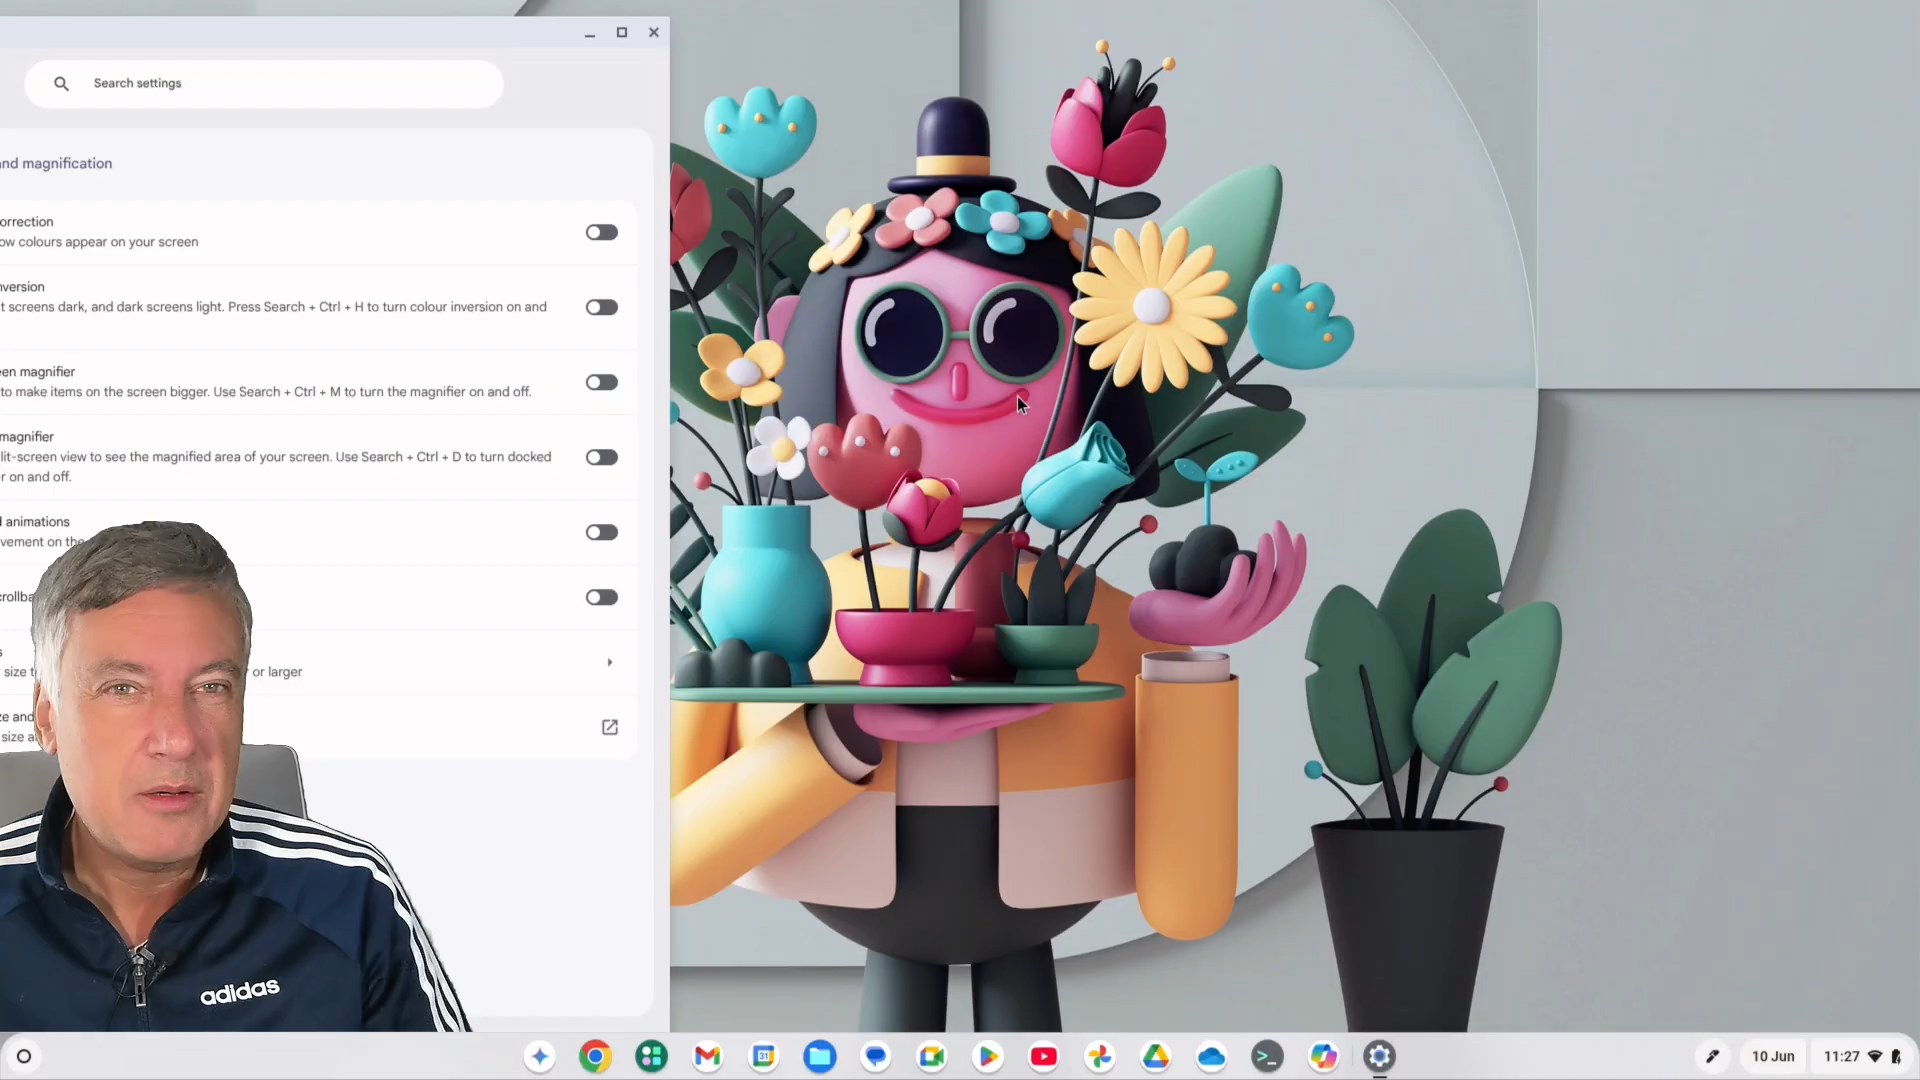 Search settings
and magnification
orrection
ow colours appear on your screen
nversion
t screens dark, and dark screens light. Press Search + Ctrl + H to turn colour inversion on and
een magnifier
to make items on the screen bigger. Use Search + Ctrl + M to turn the magnifier on and off.
magnifier
lit-screen view to see the magnified area of your screen. Use Search + Ctrl + D to turn docked
r on and off.
d animations
vement on the
crollba
s
size t
or larger
ze and
size a
adidas
31
10 Jun
11:27